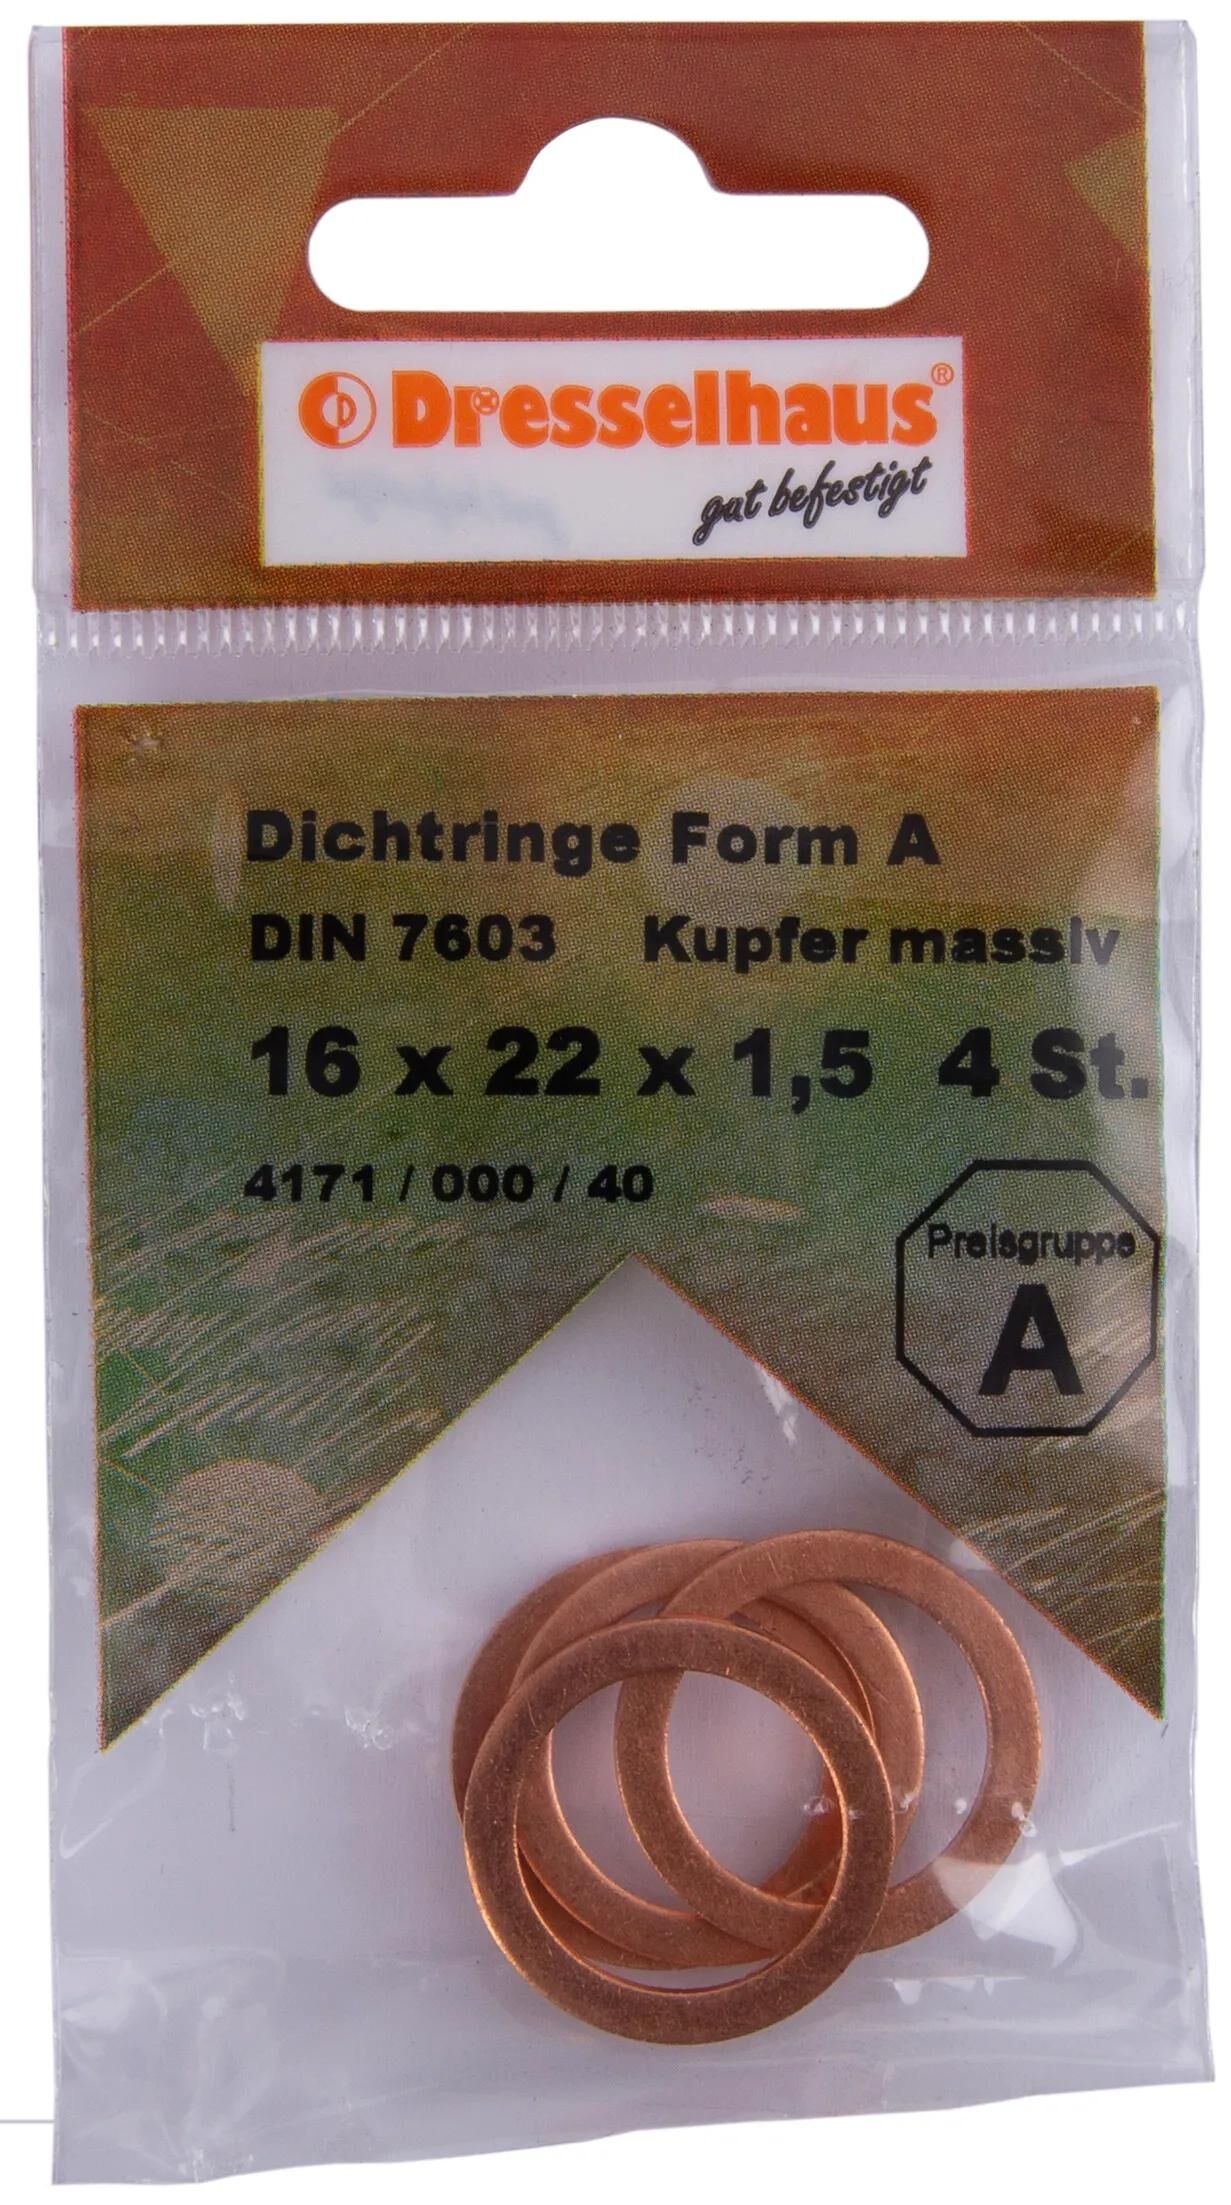 Dresselhaus®
gut befestigt
Dichtringe Form A
DIN 7603 Kupfer massiv
16 x 22 x 1,5 4 St.
4171 / 000 / 40
Preisgruppe
A